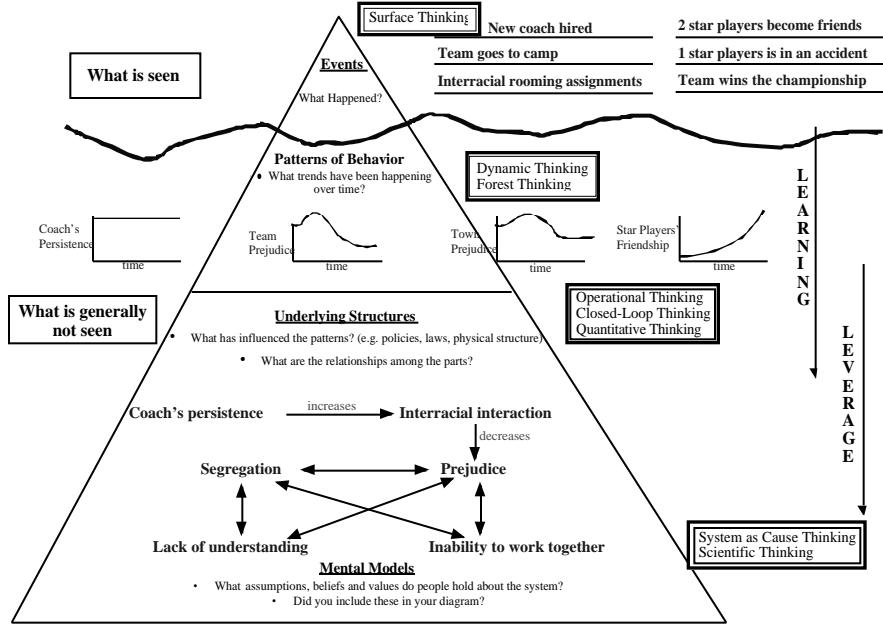 Surface Thinking
New coach hired
2 star players become friends
Team goes to camp
1 star players is in an accident
Interracial rooming assignments
Team wins the championship
What is seen
Events
What Happened?
Patterns of Behavior
• What trends have been happening
over time?
Dynamic Thinking
Forest Thinking
LEARNING
Coach's
Persistence
time
Team
Prejudice
time
Town
Prejudice
time
Star Players'
Friendship
time
What is generally
not seen
Operational Thinking
Closed-Loop Thinking
Quantitative Thinking
LEVERAGE
Underlying Structures
• What has influenced the patterns? (e.g. policies, laws, physical structure)
• What are the relationships among the parts?
Coach's persistence
increases
Interracial interaction
decreases
Segregation
Prejudice
Lack of understanding
Inability to work together
System as Cause Thinking
Scientific Thinking
Mental Models
• What assumptions, beliefs and values do people hold about the system?
• Did you include these in your diagram?